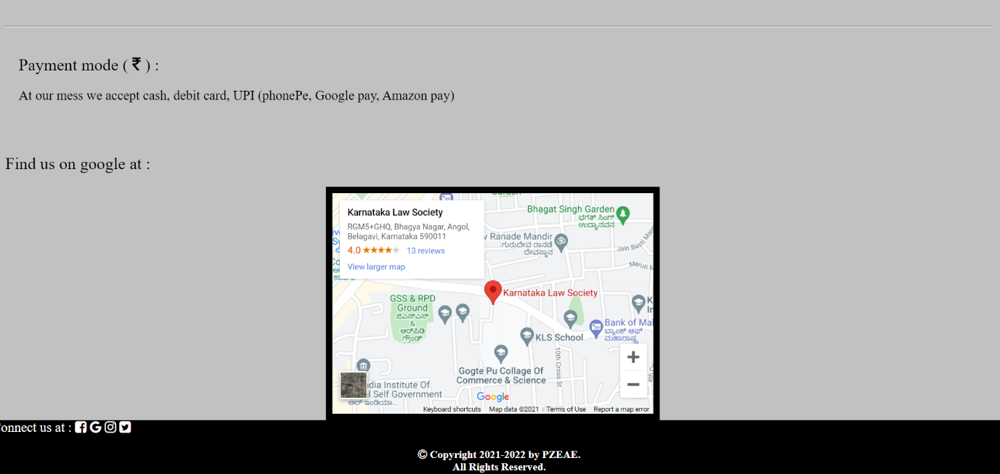 Payment mode ( ₹ ) :
At our mess we accept cash, debit card, UPI (phonePe, Google pay, Amazon pay)
Find us on google at :
Karnataka Law Society
RGM5+GHQ, Bhagya Nagar, Angol,
Belagavi, Karnataka 590011
4.0 13 reviews
View larger map
Bhagat Singh Garden
ಭಗತ್ ಸಿಂಗ್
ಉದ್ಯಾನವನ
Ranade Mandir
ಗುರುದೇವ ರಾನಡೆ
ದೇವಸ್ಥಾನ
Jain Basti
Maruti
Karnataka Law Society
GSS & RPD
Ground
ಜಿಎಸ್ಎಸ್
&
ಆರ್‌ಪಿಡಿ
ಗ್ರೌಂಡ್
Bank of
ಬ್ಯಾಂಕ್ ಆಫ್
ಮಹಾರಾಷ್ಟ್ರ
KLS School
10th Cross St
Gogte Pu Collage Of
Commerce & Science
Institute Of
Self Government
Google
Keyboard shortcuts Map data ©2021 Terms of Use Report a map error
onnect us at :
© Copyright 2021-2022 by PZEAE.
All Rights Reserved.